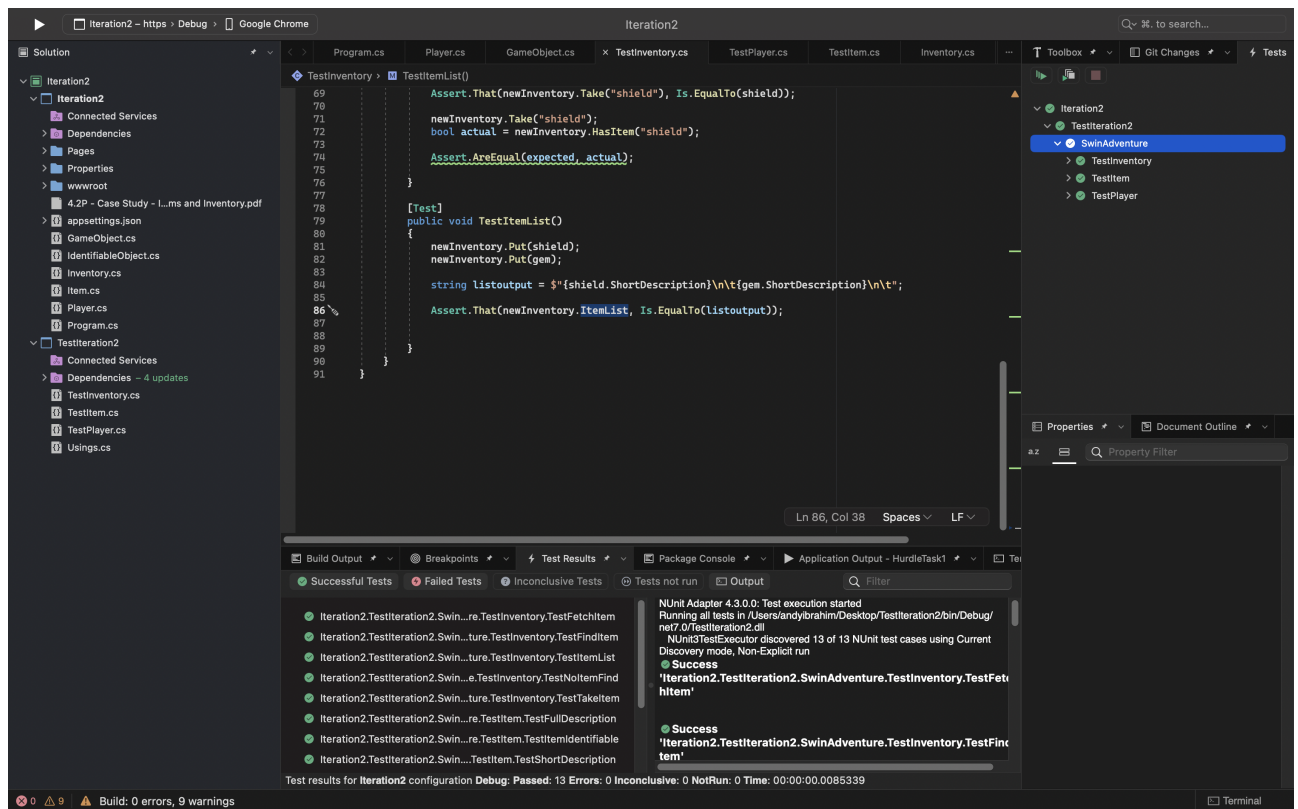 Iteration2 – https › Debug › Google Chrome
Iteration2
⌘. to search...
Solution
Iteration2
Iteration2
Connected Services
Dependencies
Pages
Properties
wwwroot
4.2P - Case Study - I...ms and Inventory.pdf
appsettings.json
GameObject.cs
IdentifiableObject.cs
Inventory.cs
Item.cs
Player.cs
Program.cs
TestIteration2
Connected Services
Dependencies – 4 updates
TestInventory.cs
TestItem.cs
TestPlayer.cs
Usings.cs
Program.cs Player.cs GameObject.cs × TestInventory.cs TestPlayer.cs TestItem.cs Inventory.cs ...
TestInventory › M TestItemList()
69 Assert.That(newInventory.Take("shield"), Is.EqualTo(shield));
70
71 newInventory.Take("shield");
72 bool actual = newInventory.HasItem("shield");
73
74 Assert.AreEqual(expected, actual);
75
76 }
77
78 [Test]
79 public void TestItemList()
80 {
81 newInventory.Put(shield);
82 newInventory.Put(gem);
83
84 string listoutput = $"{shield.ShortDescription}\n\t{gem.ShortDescription}\n\t";
85
86 Assert.That(newInventory.ItemList, Is.EqualTo(listoutput));
87
88
89 }
90 }
91 }
Ln 86, Col 38 Spaces LF
Toolbox Git Changes Tests
Iteration2
TestIteration2
SwinAdventure
TestInventory
TestItem
TestPlayer
Properties Document Outline
a.z Property Filter
Build Output Breakpoints Test Results Package Console Application Output - HurdleTask1 Ter
Successful Tests Failed Tests Inconclusive Tests Tests not run Output Filter
Iteration2.TestIteration2.Swin...re.TestInventory.TestFetchItem
Iteration2.TestIteration2.Swin...ture.TestInventory.TestFindItem
Iteration2.TestIteration2.Swin...ture.TestInventory.TestItemList
Iteration2.TestIteration2.Swin...e.TestInventory.TestNoItemFind
Iteration2.TestIteration2.Swin...ture.TestInventory.TestTakeItem
Iteration2.TestIteration2.Swin...re.TestItem.TestFullDescription
Iteration2.TestIteration2.Swin...re.TestItem.TestItemIdentifiable
Iteration2.TestIteration2.Swin....TestItem.TestShortDescription
NUnit Adapter 4.3.0.0: Test execution started
Running all tests in /Users/andyibrahim/Desktop/TestIteration2/bin/Debug/
net7.0/TestIteration2.dll
NUnit3TestExecutor discovered 13 of 13 NUnit test cases using Current
Discovery mode, Non-Explicit run
Success
'Iteration2.TestIteration2.SwinAdventure.TestInventory.TestFetc
hItem'
Success
'Iteration2.TestIteration2.SwinAdventure.TestInventory.TestFind
tem'
Test results for Iteration2 configuration Debug: Passed: 13 Errors: 0 Inconclusive: 0 NotRun: 0 Time: 00:00:00.0085339
0 9 Build: 0 errors, 9 warnings
Terminal